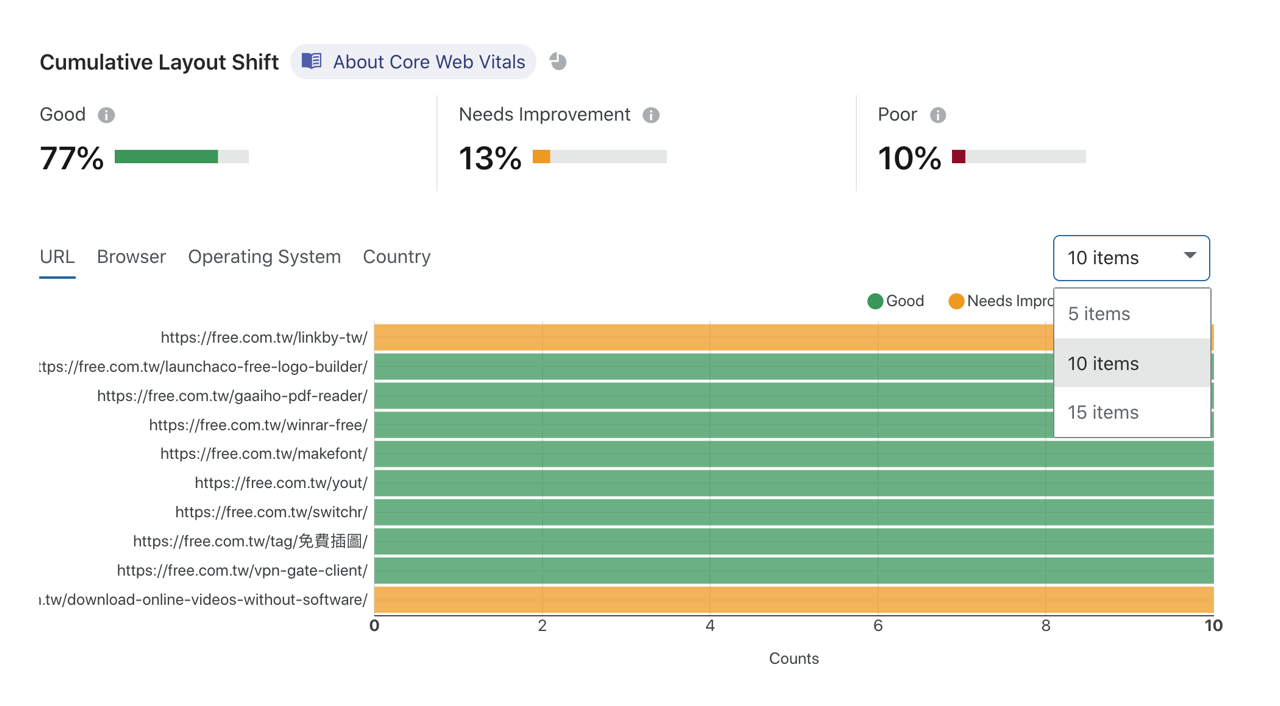 Cumulative Layout Shift About Core Web Vitals
Good Needs Improvement Poor
77% 13% 10%
URL Browser Operating System Country 10 items
Good Needs Impro
5 items
10 items
15 items
https://free.com.tw/linkby-tw/
ttps://free.com.tw/launchaco-free-logo-builder/
https://free.com.tw/gaaiho-pdf-reader/
https://free.com.tw/winrar-free/
https://free.com.tw/makefont/
https://free.com.tw/yout/
https://free.com.tw/switchr/
https://free.com.tw/tag/免費插圖/
https://free.com.tw/vpn-gate-client/
.tw/download-online-videos-without-software/
0 2 4 6 8 10
Counts